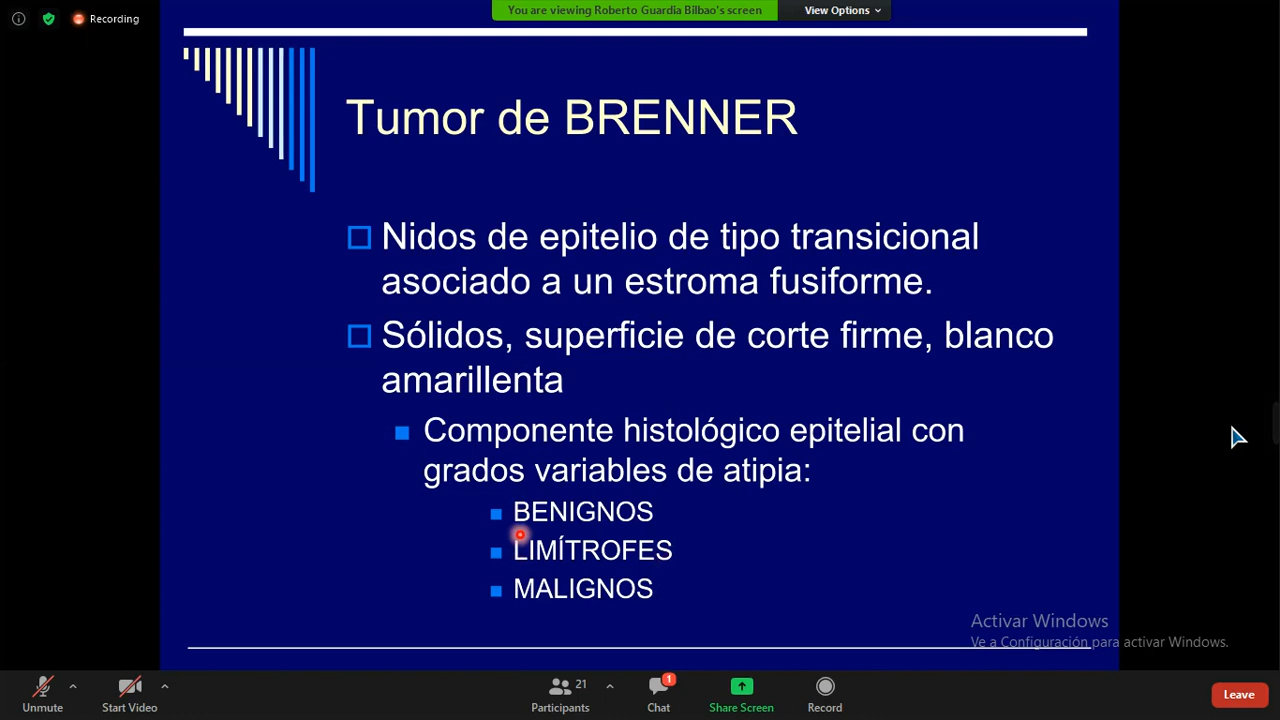 You are viewing Roberto Guardia Bilbao's screen
View Options
Recording
Tumor de BRENNER
Nidos de epitelio de tipo transicional
asociado a un estroma fusiforme.
Sólidos, superficie de corte firme, blanco
amarillenta
Componente histológico epitelial con
grados variables de atipia:
BENIGNOS
LIMÍTROFES
MALIGNOS
Activar Windows
Ve a Configuración para activar Windows.
Unmute
Start Video
21
Participants
1
Chat
Share Screen
Record
Leave